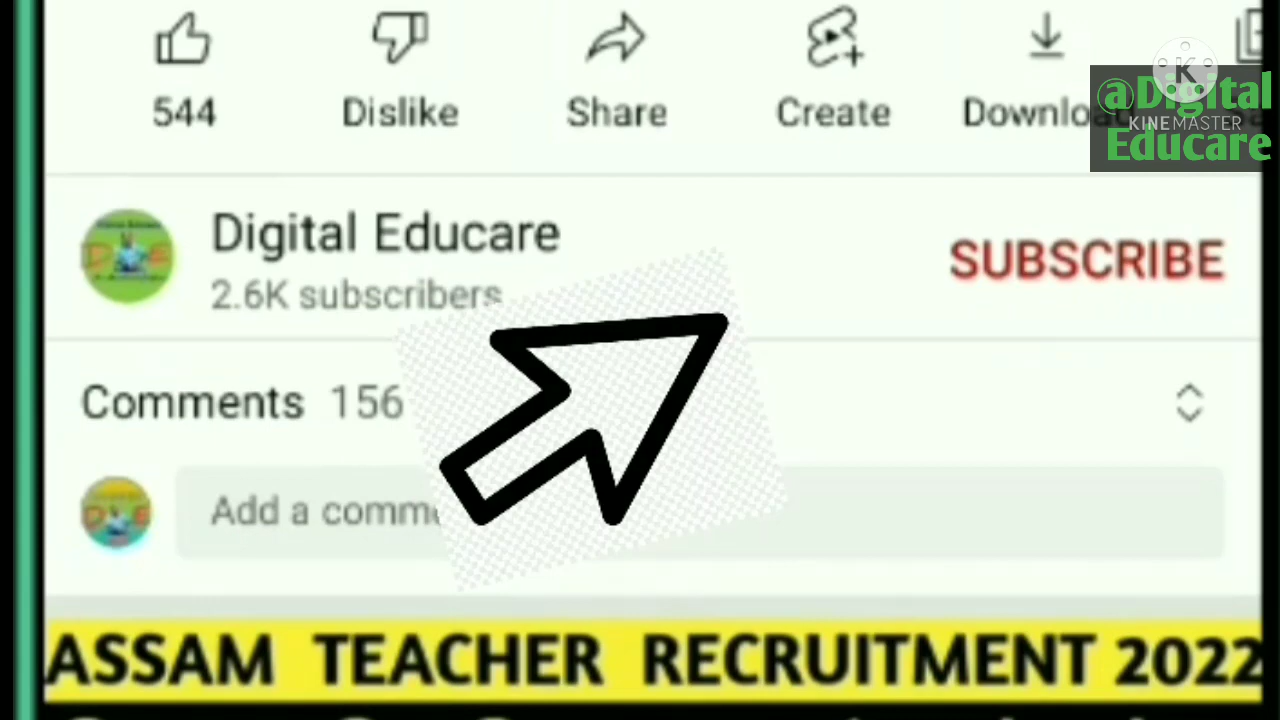 544 Dislike Share Create Download
K
KINEMASTER
@Digital
Educare
Digital Educare
2.6K subscribers
SUBSCRIBE
Comments 156
Add a comme
ASSAM TEACHER RECRUITMENT 2022